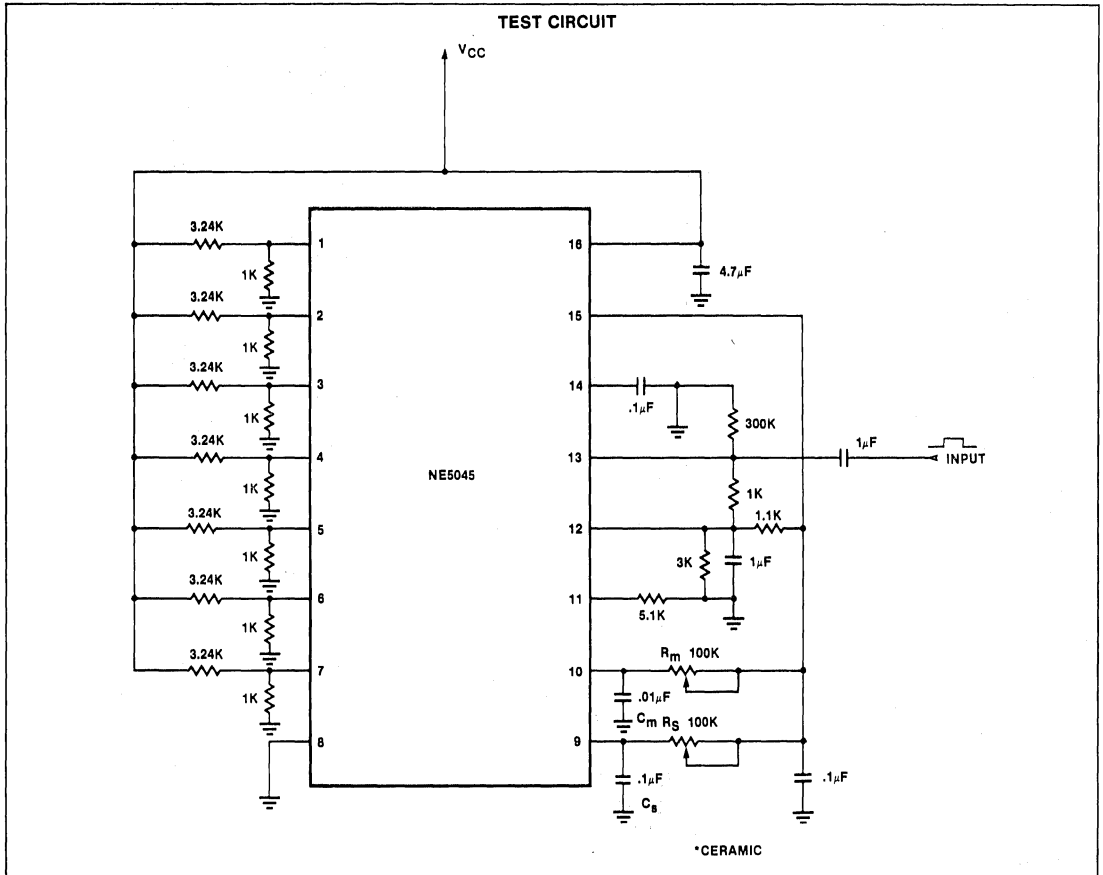 TEST CIRCUIT
VCC
3.24K
1
16
1K
4.7μF
3.24K
2
15
1K
3.24K
3
14
.1μF
1K
300K
3.24K
4
13
1μF
INPUT
NE5045
1K
1K
1.1K
3.24K
5
12
1K
3K
1μF
3.24K
6
11
5.1K
1K
3.24K
7
10
Rm 100K
1K
.01μF
Cm RS 100K
8
9
.1μF
.1μF
Cs
*CERAMIC